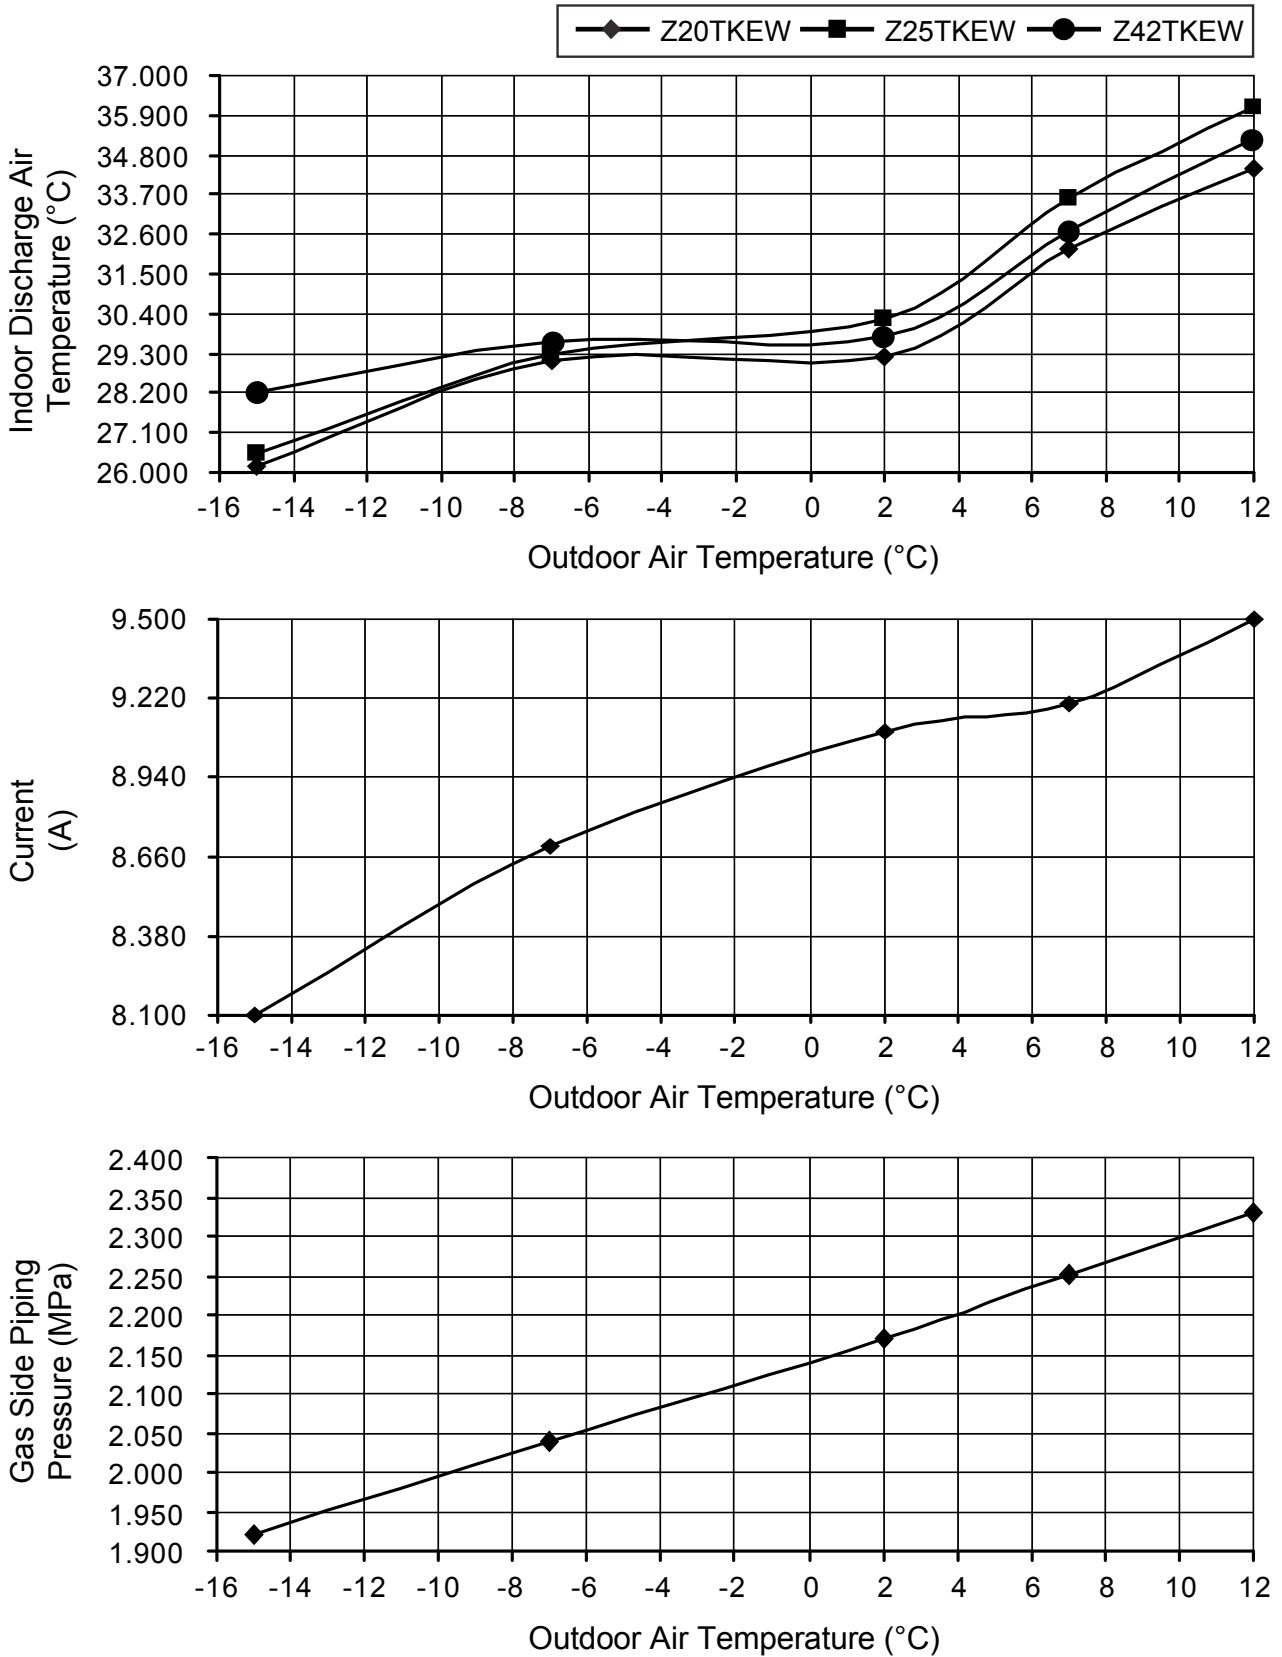 Z20TKEW Z25TKEW Z42TKEW
37.000
35.900
34.800
33.700
32.600
31.500
30.400
29.300
28.200
27.100
26.000
Indoor Discharge Air
Temperature (°C)
-16 -14 -12 -10 -8 -6 -4 -2 0 2 4 6 8 10 12
Outdoor Air Temperature (°C)
9.500
9.220
8.940
8.660
8.380
8.100
Current
(A)
-16 -14 -12 -10 -8 -6 -4 -2 0 2 4 6 8 10 12
Outdoor Air Temperature (°C)
2.400
2.350
2.300
2.250
2.200
2.150
2.100
2.050
2.000
1.950
1.900
Gas Side Piping
Pressure (MPa)
-16 -14 -12 -10 -8 -6 -4 -2 0 2 4 6 8 10 12
Outdoor Air Temperature (°C)